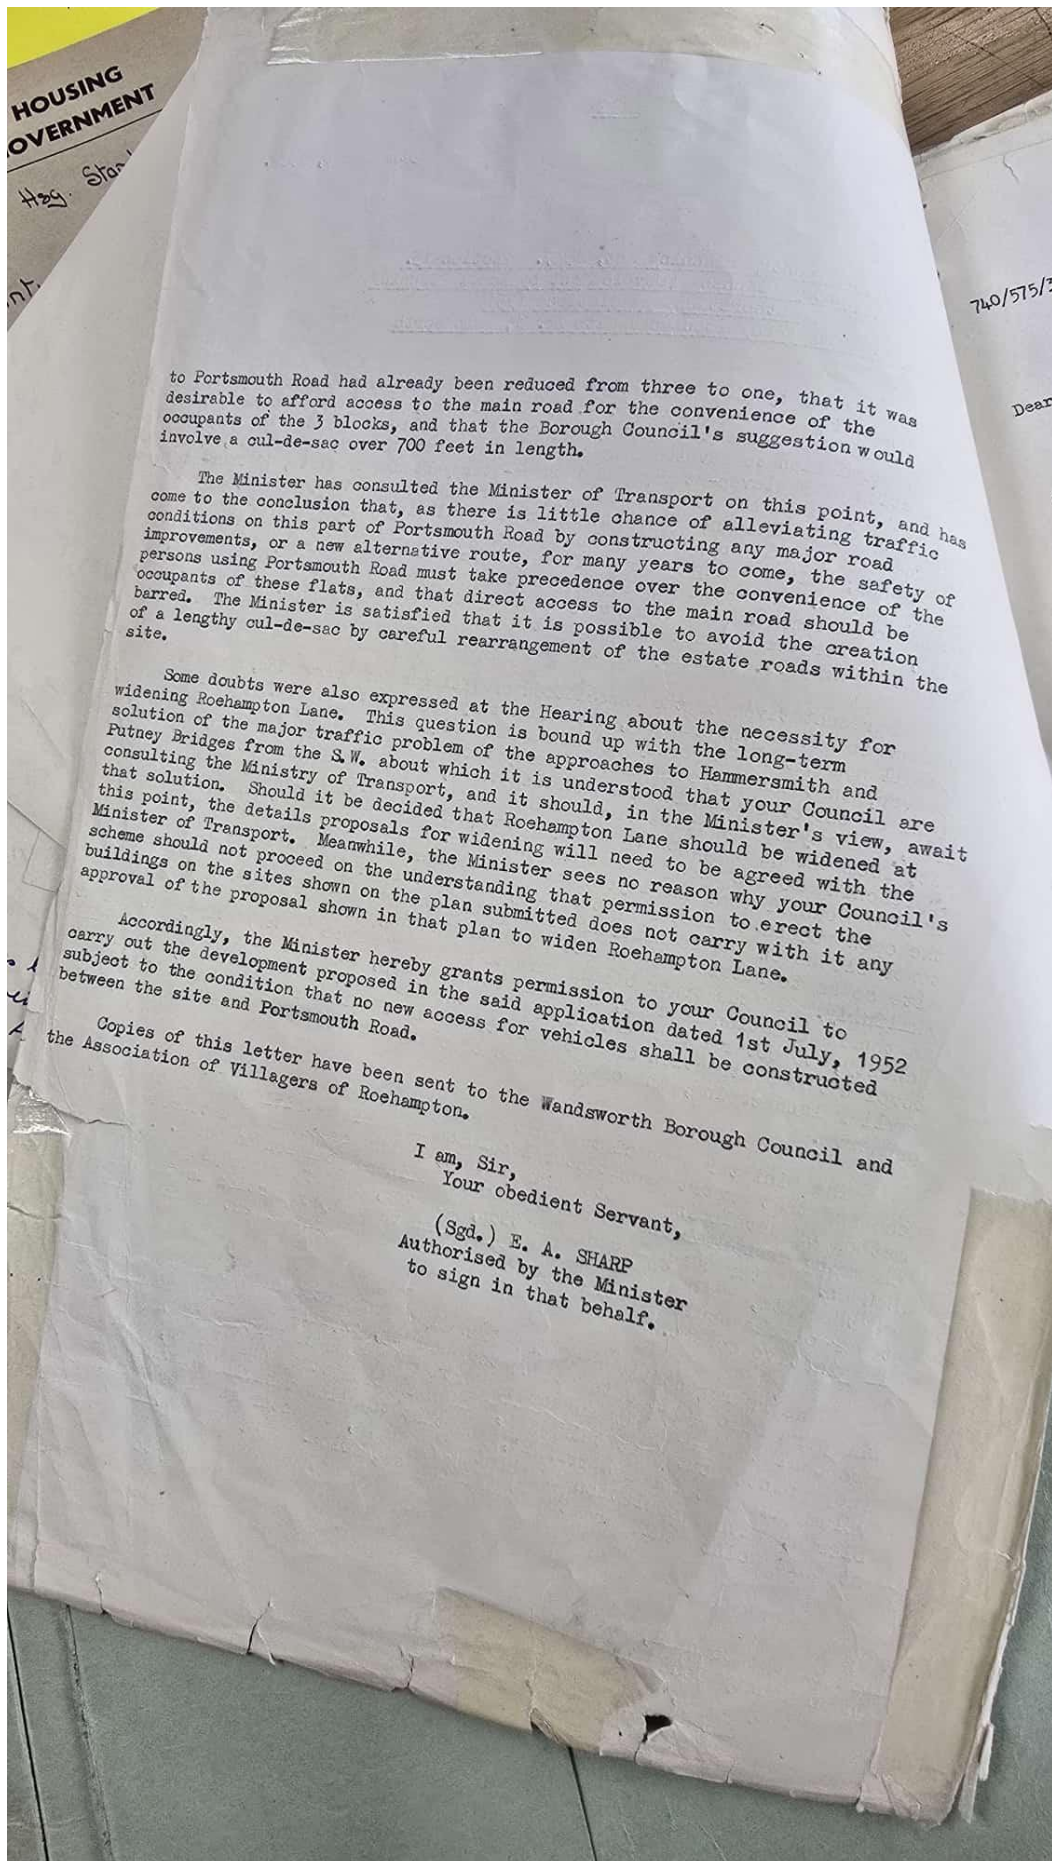 HOUSING
OVERNMENT
Hsg.
740/575/3
Dear
to Portsmouth Road had already been reduced from three to one, that it was
desirable to afford access to the main road for the convenience of the
occupants of the 3 blocks, and that the Borough Council's suggestion would
involve a cul-de-sac over 700 feet in length.
The Minister has consulted the Minister of Transport on this point, and has
come to the conclusion that, as there is little chance of alleviating traffic
conditions on this part of Portsmouth Road by constructing any major road
improvements, or a new alternative route, for many years to come, the safety of
persons using Portsmouth Road must take precedence over the convenience of the
occupants of these flats, and that direct access to the main road should be
barred. The Minister is satisfied that it is possible to avoid the creation
of a lengthy cul-de-sac by careful rearrangement of the estate roads within the
site.
Some doubts were also expressed at the Hearing about the necessity for
widening Roehampton Lane. This question is bound up with the long-term
solution of the major traffic problem of the approaches to Hammersmith and
Putney Bridges from the S.W. about which it is understood that your Council are
consulting the Ministry of Transport, and it should, in the Minister's view, await
that solution. Should it be decided that Roehampton Lane should be widened at
this point, the details proposals for widening will need to be agreed with the
Minister of Transport. Meanwhile, the Minister sees no reason why your Council's
scheme should not proceed on the understanding that permission to erect the
buildings on the sites shown on the plan submitted does not carry with it any
approval of the proposal shown in that plan to widen Roehampton Lane.
Accordingly, the Minister hereby grants permission to your Council to
carry out the development proposed in the said application dated 1st July, 1952
subject to the condition that no new access for vehicles shall be constructed
between the site and Portsmouth Road.
Copies of this letter have been sent to the Wandsworth Borough Council and
the Association of Villagers of Roehampton.
I am, Sir,
Your obedient Servant,
(Sgd.) E. A. SHARP
Authorised by the Minister
to sign in that behalf.